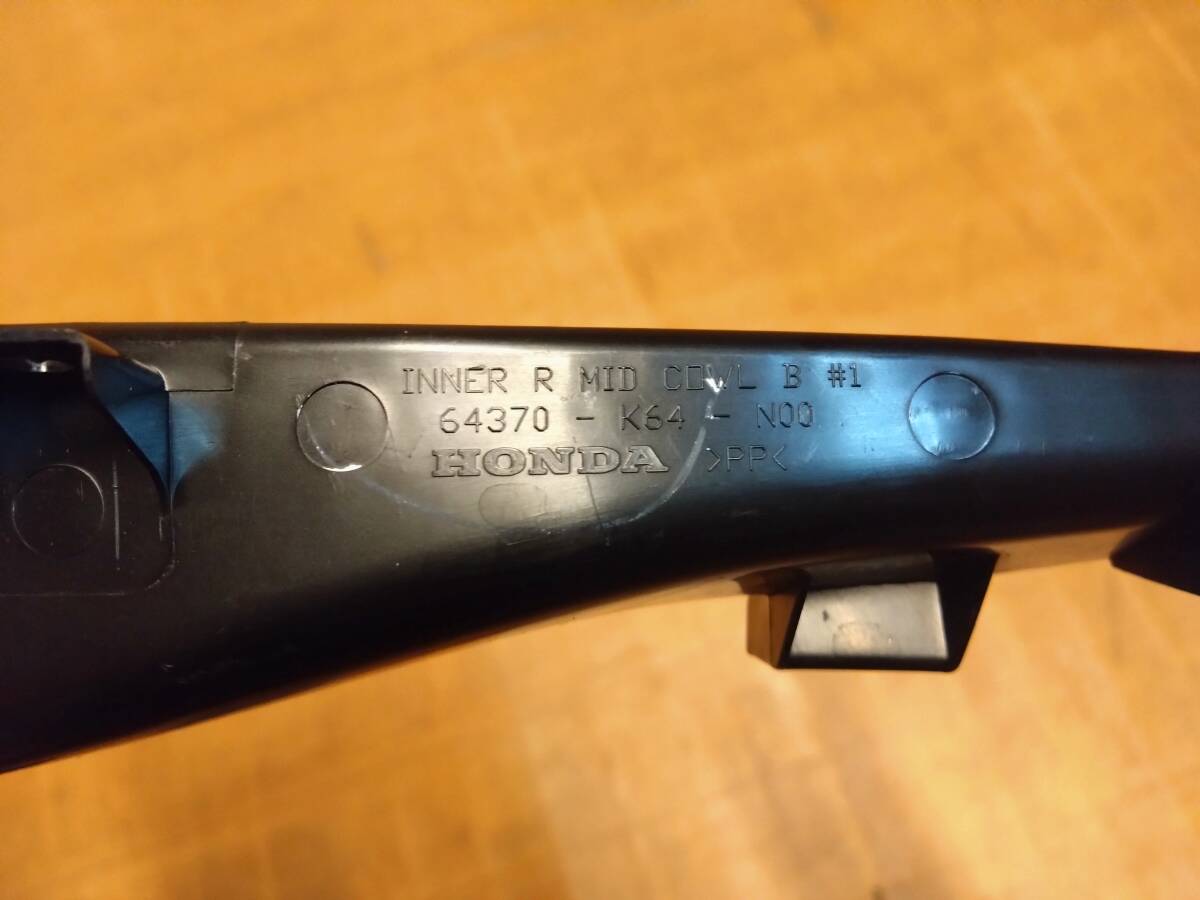 INNER R MID COWL B #1
64370 - K64 - N00
HONDA >PP<